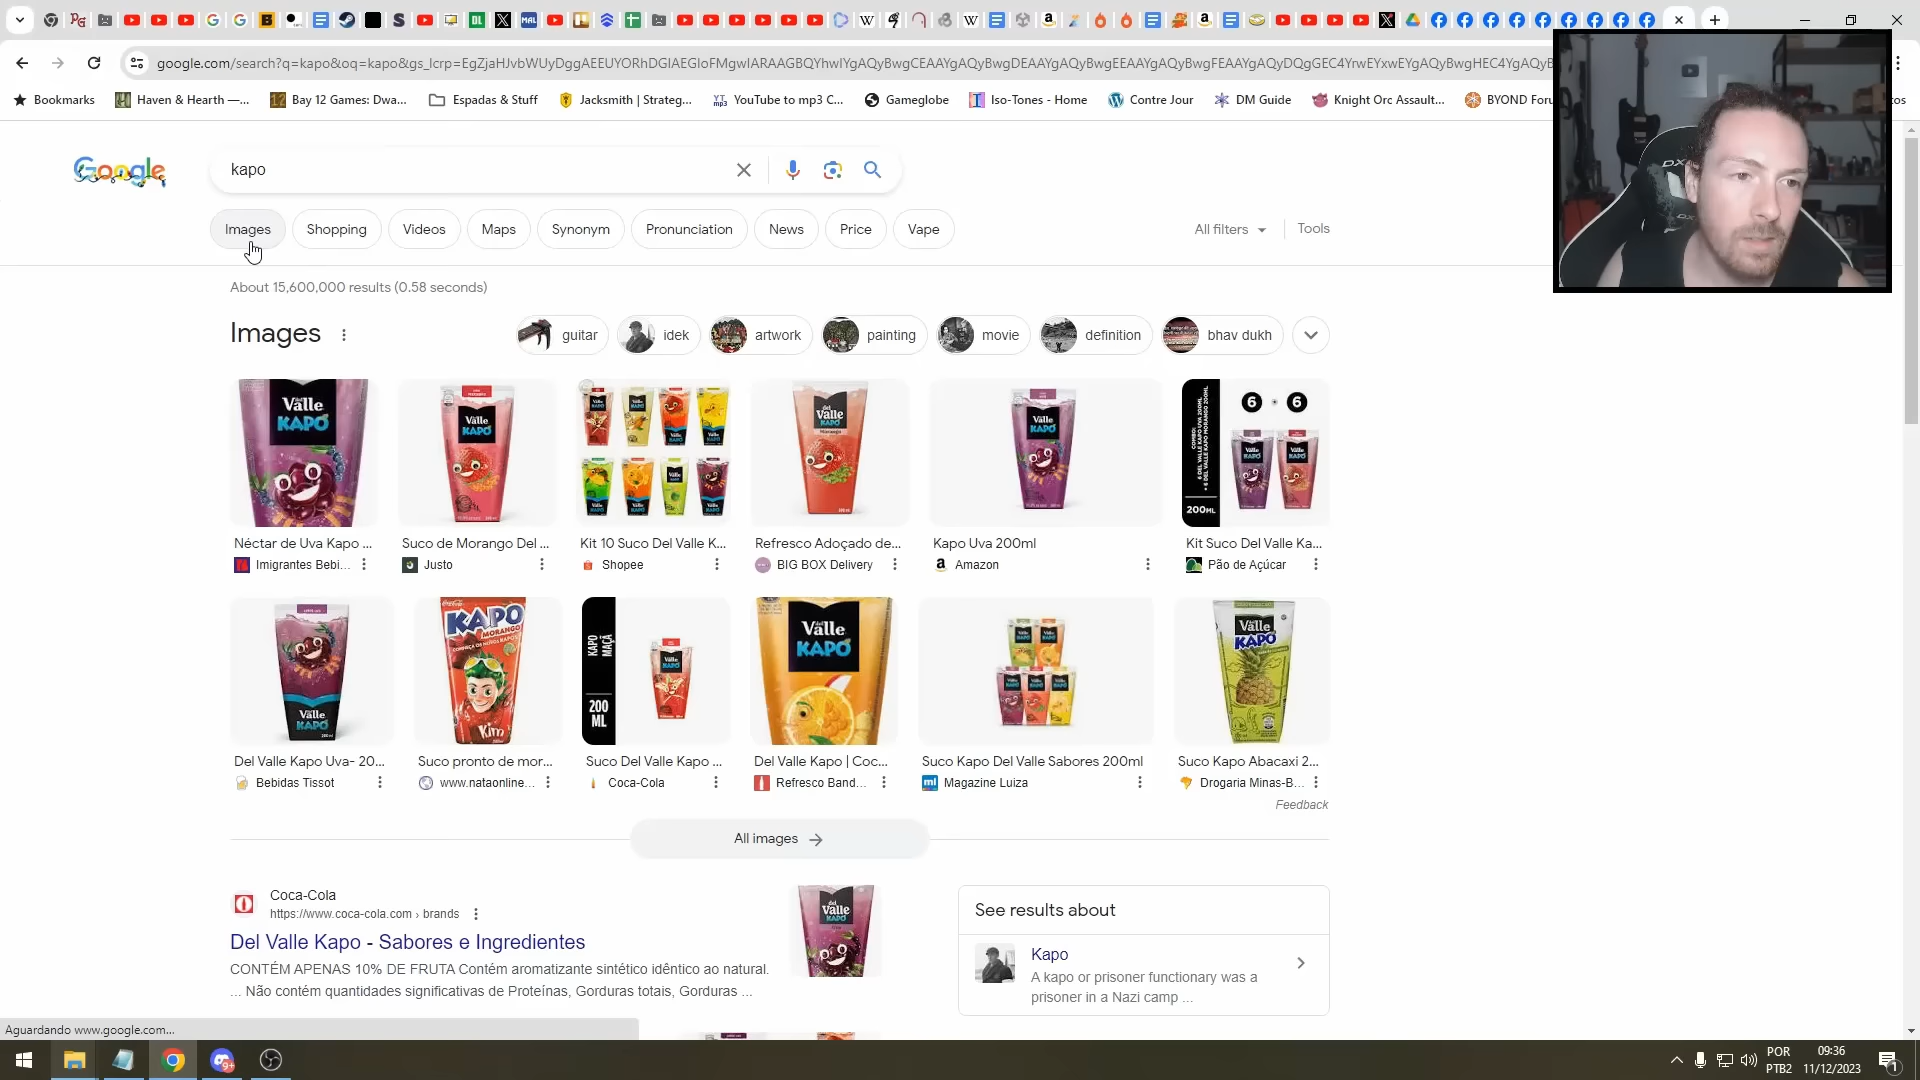 google.com/search?q=kapo&oq=kapo&gs_lcrp=
Bookmarks
Haven & Hearth —...
Bay 12 Games: Dwa...
Espadas & Stuff
Jacksmith | Strateg...
YouTube to mp3 C...
Gameglobe
Iso-Tones - Home
Contre Jour
DM Guide
Knight Orc Assault...
BYOND Foru
Google
kapo
Images
Shopping
Videos
Maps
Synonym
Pronunciation
News
Price
Vape
All filters
Tools
About 15,600,000 results (0.58 seconds)
Images
guitar
idek
artwork
painting
movie
definition
bhav dukh
Néctar de Uva Kapo ...
Suco de Morango Del ...
Kit 10 Suco Del Valle K...
Refresco Adoçado de...
Kapo Uva 200ml
Kit Suco Del Valle Ka...
Imigrantes Bebi...
Justo
Shopee
BIG BOX Delivery
Amazon
Pão de Açúcar
Del Valle Kapo Uva- 20...
Suco pronto de mor...
Suco Del Valle Kapo ...
Del Valle Kapo | Coc...
Suco Kapo Del Valle Sabores 200ml
Suco Kapo Abacaxi 2...
Bebidas Tissot
www.nataonline...
Coca-Cola
Refresco Band...
Magazine Luiza
Drogaria Minas-B...
Feedback
All images
Coca-Cola
https://www.coca-cola.com › brands
Del Valle Kapo - Sabores e Ingredientes
CONTÉM APENAS 10% DE FRUTA Contém aromatizante sintético idêntico ao natural.
... Não contém quantidades significativas de Proteínas, Gorduras totais, Gorduras ...
See results about
Kapo
A kapo or prisoner functionary was a
prisoner in a Nazi camp ...
Aguardando www.google.com...
POR
PTB2
09:36
11/12/2023